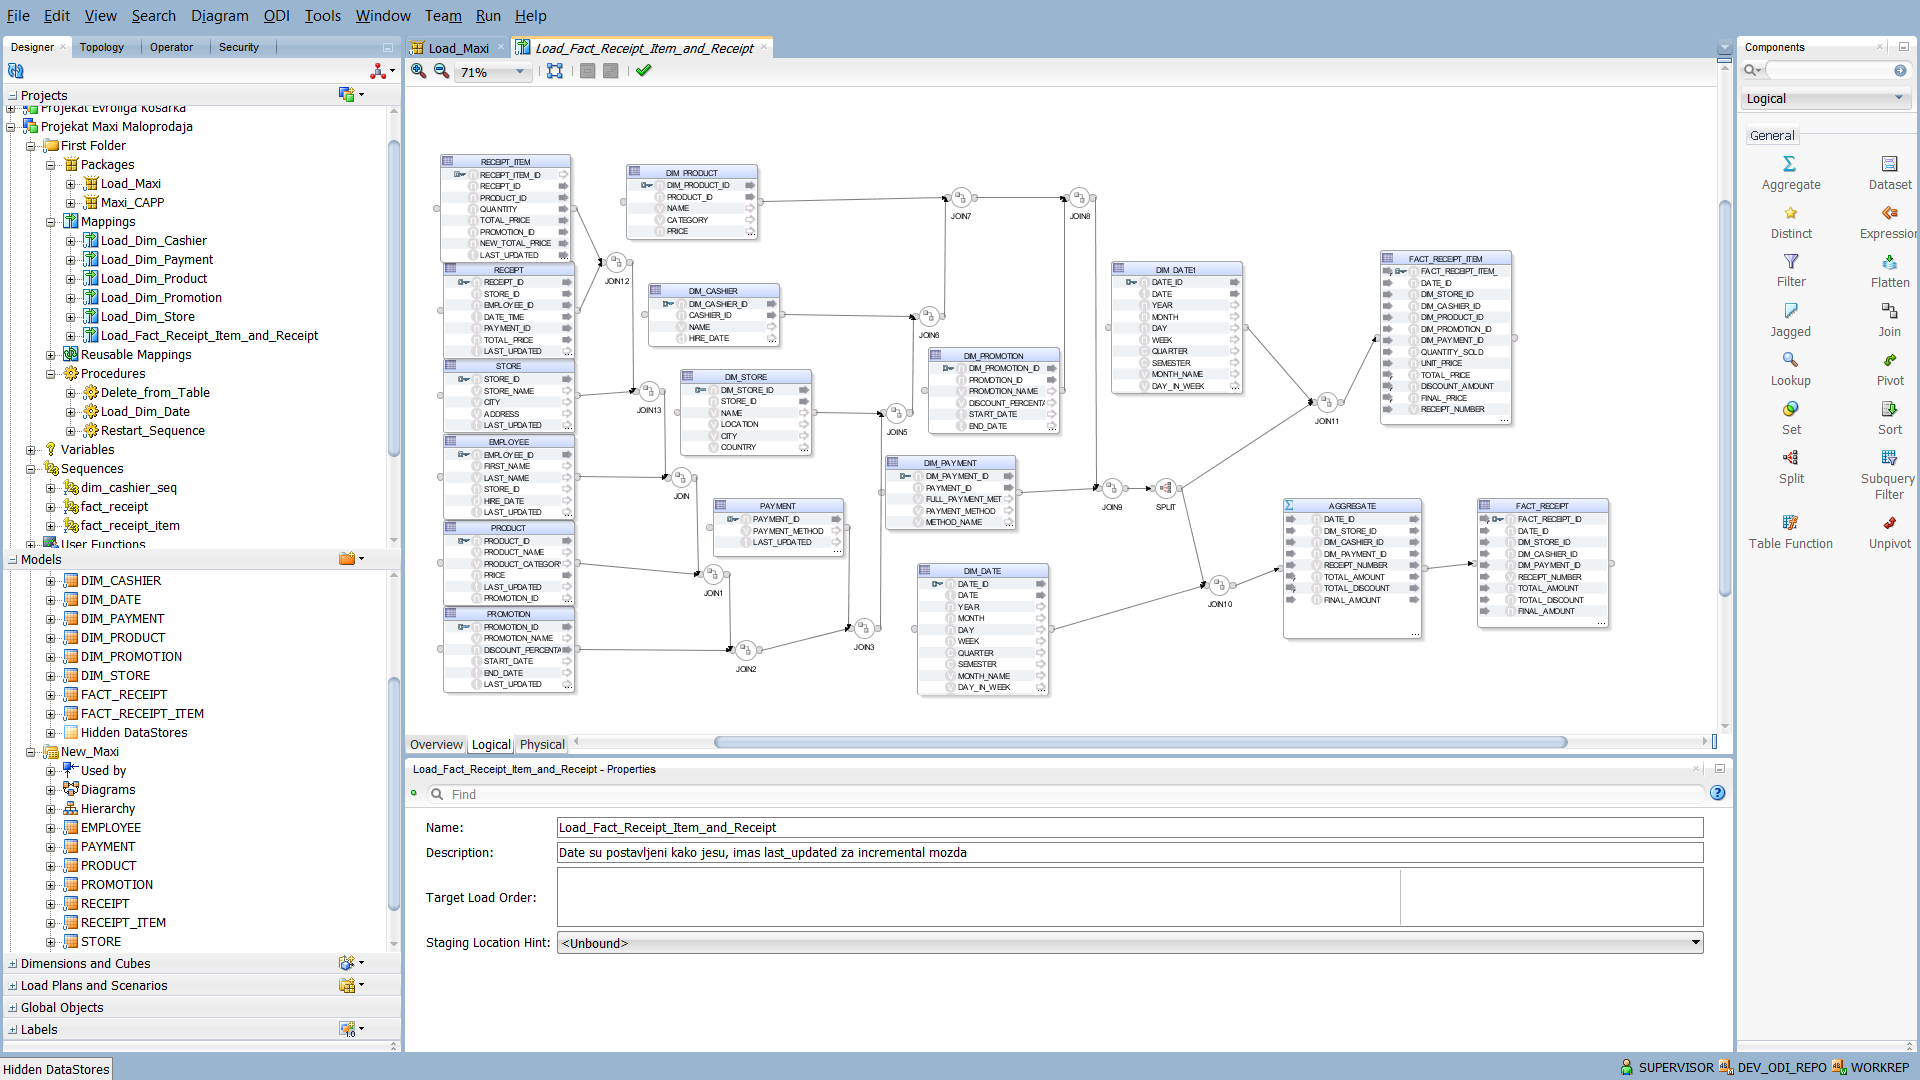 File Edit View Search Diagram ODI Tools Window Team Run Help
Designer Topology Operator Security
Projects
Projekat Evroliga Kosarka
Projekat Maxi Maloprodaja
First Folder
Packages
Load_Maxi
Maxi_CAPP
Mappings
Load_Dim_Cashier
Load_Dim_Payment
Load_Dim_Product
Load_Dim_Promotion
Load_Dim_Store
Load_Fact_Receipt_Item_and_Receipt
Reusable Mappings
Procedures
Delete_from_Table
Load_Dim_Date
Restart_Sequence
Variables
Sequences
dim_cashier_seq
fact_receipt
fact_receipt_item
User Functions
Models
DIM_CASHIER
DIM_DATE
DIM_PAYMENT
DIM_PRODUCT
DIM_PROMOTION
DIM_STORE
FACT_RECEIPT
FACT_RECEIPT_ITEM
Hidden DataStores
New_Maxi
Used by
Diagrams
Hierarchy
EMPLOYEE
PAYMENT
PRODUCT
PROMOTION
RECEIPT
RECEIPT_ITEM
STORE
Dimensions and Cubes
Load Plans and Scenarios
Global Objects
Labels
Hidden DataStores
Load_Maxi Load_Fact_Receipt_Item_and_Receipt
71%
RECEIPT_ITEM
RECEIPT_ITEM_ID
RECEIPT_ID
PRODUCT_ID
QUANTITY
TOTAL_PRICE
PROMOTION_ID
NEW_TOTAL_PRICE
LAST_UPDATED
RECEIPT
RECEIPT_ID
STORE_ID
EMPLOYEE_ID
DATE_TIME
PAYMENT_ID
TOTAL_PRICE
LAST_UPDATED
STORE
STORE_ID
STORE_NAME
CITY
ADDRESS
LAST_UPDATED
EMPLOYEE
EMPLOYEE_ID
FIRST_NAME
LAST_NAME
STORE_ID
HIRE_DATE
LAST_UPDATED
PRODUCT
PRODUCT_ID
PRODUCT_NAME
PRODUCT_CATEGOR
PRICE
LAST_UPDATED
PROMOTION_ID
PROMOTION
PROMOTION_ID
PROMOTION_NAME
DISCOUNT_PERCENTA
START_DATE
END_DATE
LAST_UPDATED
DIM_PRODUCT
DIM_PRODUCT_ID
PRODUCT_ID
NAME
CATEGORY
PRICE
JOIN12
DIM_CASHIER
DIM_CASHIER_ID
CASHIER_ID
NAME
HIRE_DATE
JOIN13
DIM_STORE
DIM_STORE_ID
STORE_ID
NAME
LOCATION
CITY
COUNTRY
JOIN
PAYMENT
PAYMENT_ID
PAYMENT_METHOD
LAST_UPDATED
JOIN1
JOIN2
JOIN3
JOIN7
JOIN8
JOIN6
DIM_PROMOTION
DIM_PROMOTION_ID
PROMOTION_ID
PROMOTION_NAME
DISCOUNT_PERCENTA
START_DATE
END_DATE
JOIN5
DIM_PAYMENT
DIM_PAYMENT_ID
PAYMENT_ID
FULL_PAYMENT_MET
PAYMENT_METHOD
METHOD_NAME
DIM_DATE
DATE_ID
DATE
YEAR
MONTH
DAY
WEEK
QUARTER
SEMESTER
MONTH_NAME
DAY_IN_WEEK
DIM_DATE1
DATE_ID
DATE
YEAR
MONTH
DAY
WEEK
QUARTER
SEMESTER
MONTH_NAME
DAY_IN_WEEK
JOIN9
SPLIT
JOIN10
JOIN11
FACT_RECEIPT_ITEM
FACT_RECEIPT_ITEM_
DATE_ID
DIM_STORE_ID
DIM_CASHIER_ID
DIM_PRODUCT_ID
DIM_PROMOTION_ID
DIM_PAYMENT_ID
QUANTITY_SOLD
UNIT_PRICE
TOTAL_PRICE
DISCOUNT_AMOUNT
FINAL_PRICE
RECEIPT_NUMBER
AGGREGATE
DATE_ID
DIM_STORE_ID
DIM_CASHIER_ID
DIM_PAYMENT_ID
RECEIPT_NUMBER
TOTAL_AMOUNT
TOTAL_DISCOUNT
FINAL_AMOUNT
FACT_RECEIPT
FACT_RECEIPT_ID
DATE_ID
DIM_STORE_ID
DIM_CASHIER_ID
DIM_PAYMENT_ID
RECEIPT_NUMBER
TOTAL_AMOUNT
TOTAL_DISCOUNT
FINAL_AMOUNT
Overview Logical Physical
Load_Fact_Receipt_Item_and_Receipt - Properties
Find
Name: Load_Fact_Receipt_Item_and_Receipt
Description: Date su postavljeni kako jesu, imas last_updated za incremental mozda
Target Load Order:
Staging Location Hint: <Unbound>
Components
Logical
General
Aggregate Dataset
Distinct Expression
Filter Flatten
Jagged Join
Lookup Pivot
Set Sort
Split Subquery
Filter
Table Function Unpivot
SUPERVISOR DEV_ODI_REPO WORKREP